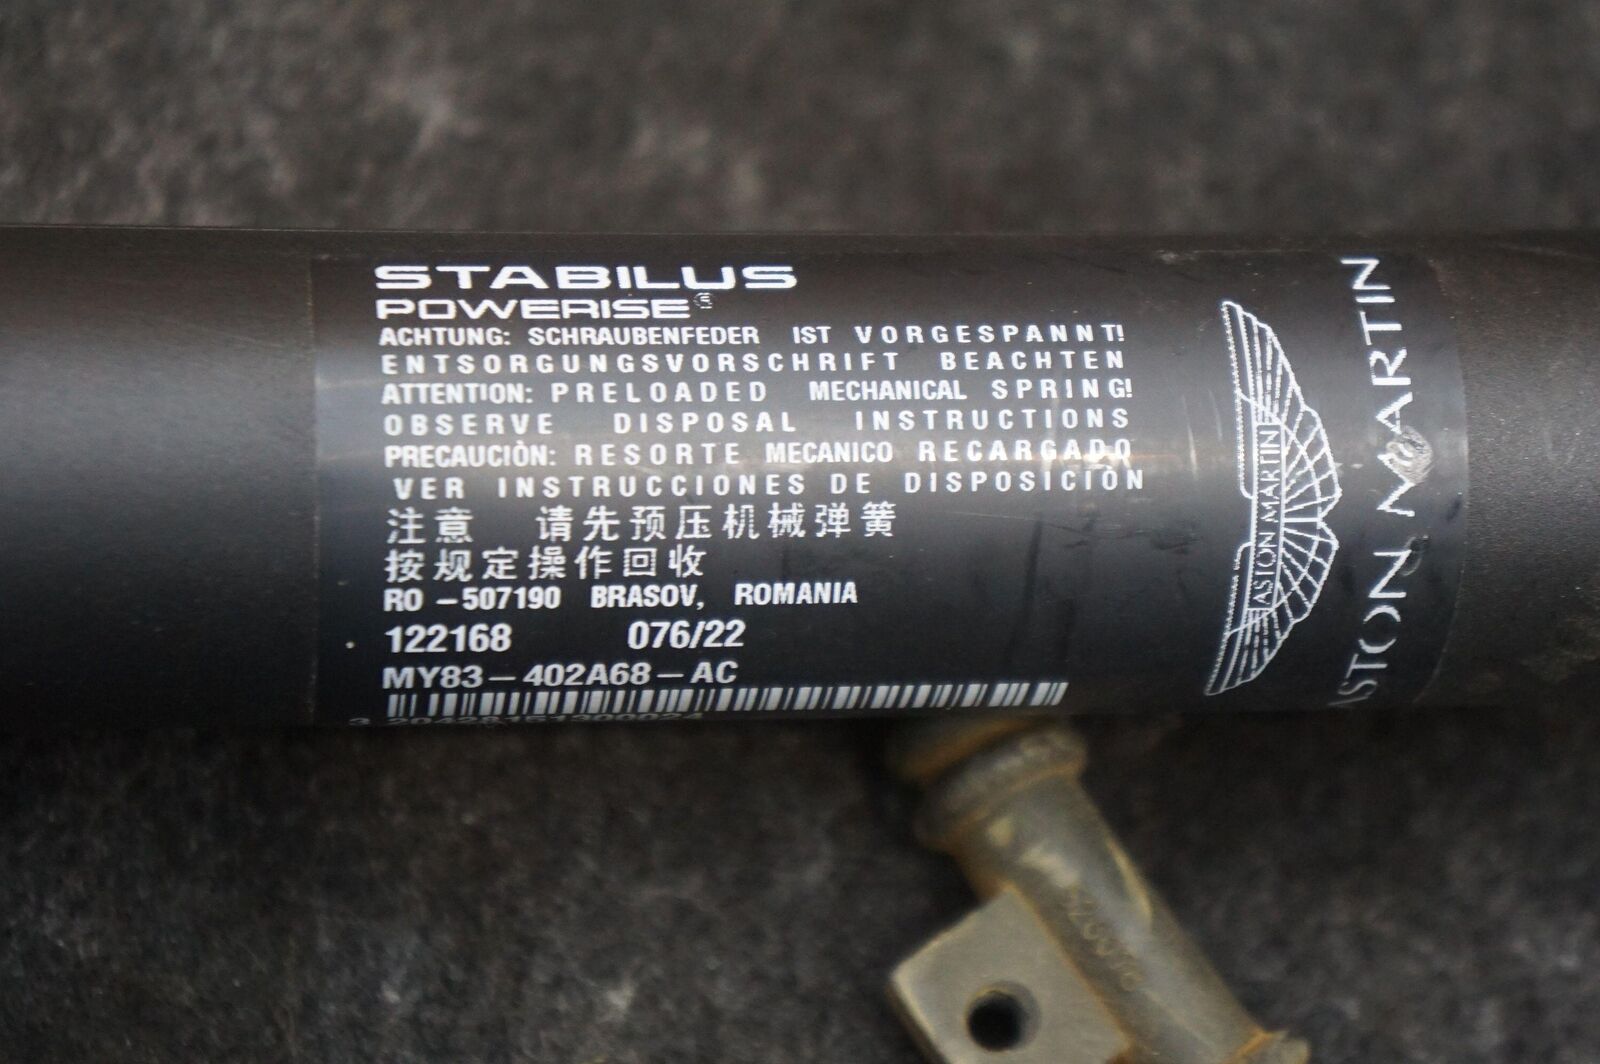 STABILUS
POWERISE®
ACHTUNG: SCHRAUBENFEDER IST VORGESPANNT!
ENTSORGUNGSVORSCHRIFT BEACHTEN
ATTENTION: PRELOADED MECHANICAL SPRING!
OBSERVE DISPOSAL INSTRUCTIONS
PRECAUCIÒN: RESORTE MECANICO RECARGADO
VER INSTRUCCIONES DE DISPOSICIÒN
注意 请先预压机械弹簧
按规定操作回收
RO -507190 BRASOV, ROMANIA
122168 076/22
MY83-402A68-AC
ASTON MARTIN
ASTON MARTIN